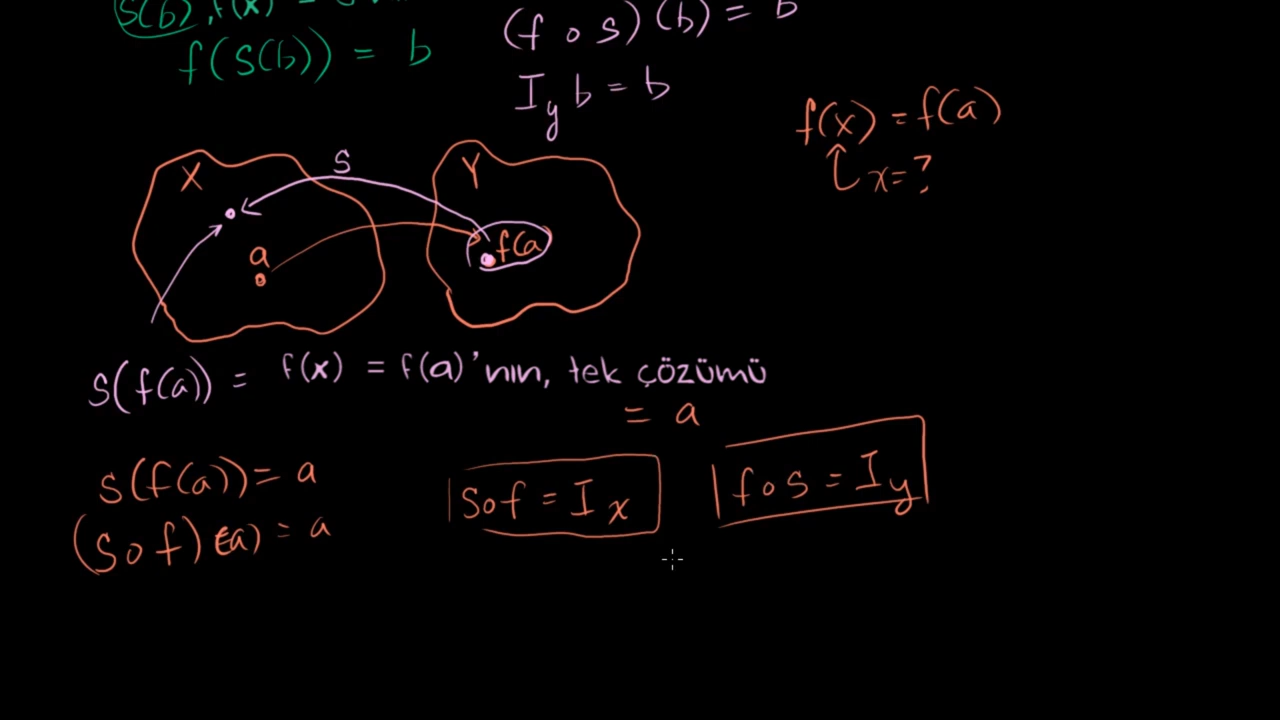 S(b), f(x) =
f(S(b)) = b
(f o s)(b) = b
I_y b = b
f(x) = f(a)
x = ?
X
S
Y
a
f(a)
S(f(a)) = f(x) = f(a)'nın, tek çözümü
= a
s(f(a)) = a
(s o f)(a) = a
s o f = I_x
f o s = I_y